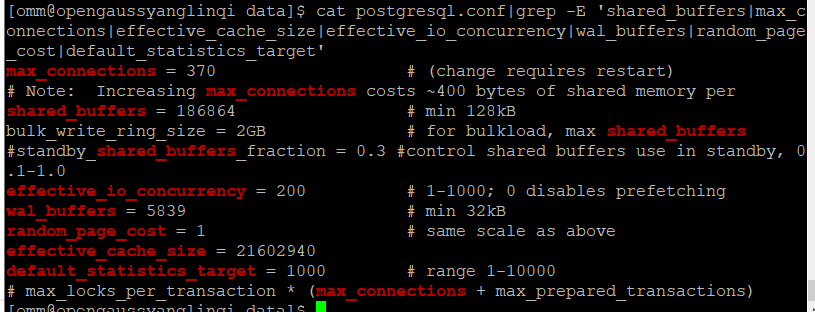 [omm@opengaussyanglinqi data]$ cat postgresql.conf|grep -E 'shared_buffers|max_c
onnections|effective_cache_size|effective_io_concurrency|wal_buffers|random_page
_cost|default_statistics_target'
max_connections = 370 # (change requires restart)
# Note:  Increasing max_connections costs ~400 bytes of shared memory per
shared_buffers = 186864 # min 128kB
bulk_write_ring_size = 2GB # for bulkload, max shared_buffers
#standby_shared_buffers_fraction = 0.3 #control shared buffers use in standby, 0
.1-1.0
effective_io_concurrency = 200 # 1-1000; 0 disables prefetching
wal_buffers = 5839 # min 32kB
random_page_cost = 1 # same scale as above
effective_cache_size = 21602940
default_statistics_target = 1000 # range 1-10000
# max_locks_per_transaction * (max_connections + max_prepared_transactions)
[omm@opengaussyanglinqi data]$